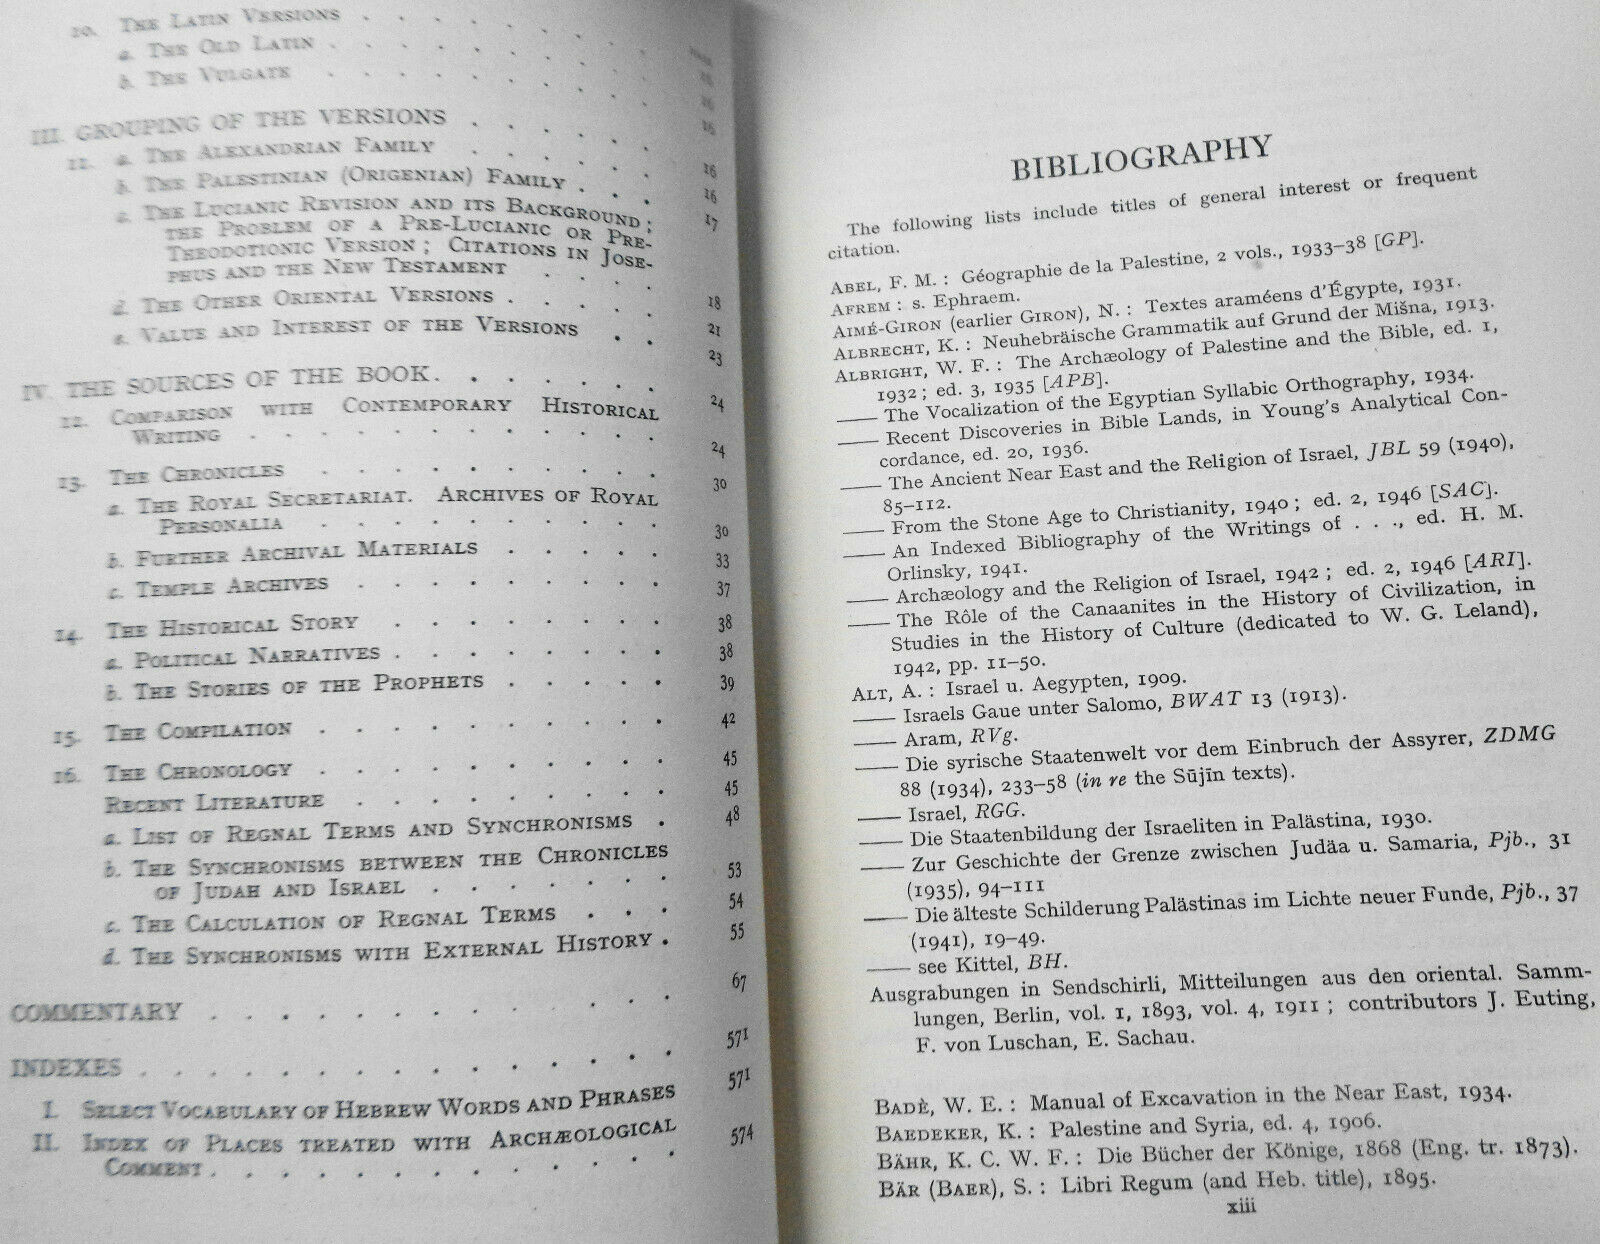 10. THE LATIN VERSIONS
a. THE OLD LATIN
b. THE VULGATE
III. GROUPING OF THE VERSIONS 16
11. a. THE ALEXANDRIAN FAMILY 16
b. THE PALESTINIAN (ORIGENIAN) FAMILY 16
c. THE LUCIANIC REVISION AND ITS BACKGROUND; 17
THE PROBLEM OF A PRE-LUCIANIC OR PRE-
THEODOTIONIC VERSION; CITATIONS IN JOSE-
PHUS AND THE NEW TESTAMENT
d. THE OTHER ORIENTAL VERSIONS 18
e. VALUE AND INTEREST OF THE VERSIONS 21
23
IV. THE SOURCES OF THE BOOK
12. COMPARISON WITH CONTEMPORARY HISTORICAL 24
WRITING 24
13. THE CHRONICLES 30
a. THE ROYAL SECRETARIAT. ARCHIVES OF ROYAL
PERSONALIA 30
b. FURTHER ARCHIVAL MATERIALS 33
c. TEMPLE ARCHIVES 37
14. THE HISTORICAL STORY 38
a. POLITICAL NARRATIVES 38
b. THE STORIES OF THE PROPHETS 39
15. THE COMPILATION 42
16. THE CHRONOLOGY 45
RECENT LITERATURE 45
a. LIST OF REGNAL TERMS AND SYNCHRONISMS 48
b. THE SYNCHRONISMS BETWEEN THE CHRONICLES
OF JUDAH AND ISRAEL 53
c. THE CALCULATION OF REGNAL TERMS 54
d. THE SYNCHRONISMS WITH EXTERNAL HISTORY 55
COMMENTARY 67
INDEXES 571
I. SELECT VOCABULARY OF HEBREW WORDS AND PHRASES 571
II. INDEX OF PLACES TREATED WITH ARCHÆOLOGICAL
COMMENT 574
BIBLIOGRAPHY
The following lists include titles of general interest or frequent
citation.
ABEL, F. M.: Géographie de la Palestine, 2 vols., 1933–38 [GP].
AFREM: s. Ephraem.
AIMÉ-GIRON (earlier GIRON), N.: Textes araméens d'Égypte, 1931.
ALBRECHT, K.: Neuhebräische Grammatik auf Grund der Mišna, 1913.
ALBRIGHT, W. F.: The Archæology of Palestine and the Bible, ed. 1,
1932; ed. 3, 1935 [APB].
—— The Vocalization of the Egyptian Syllabic Orthography, 1934.
—— Recent Discoveries in Bible Lands, in Young's Analytical Con-
cordance, ed. 20, 1936.
—— The Ancient Near East and the Religion of Israel, JBL 59 (1940),
85–112.
—— From the Stone Age to Christianity, 1940; ed. 2, 1946 [SAC].
—— An Indexed Bibliography of the Writings of . . ., ed. H. M.
Orlinsky, 1941.
—— Archæology and the Religion of Israel, 1942; ed. 2, 1946 [ARI].
—— The Rôle of the Canaanites in the History of Civilization, in
Studies in the History of Culture (dedicated to W. G. Leland),
1942, pp. 11–50.
ALT, A.: Israel u. Aegypten, 1909.
—— Israels Gaue unter Salomo, BWAT 13 (1913).
—— Aram, RVg.
—— Die syrische Staatenwelt vor dem Einbruch der Assyrer, ZDMG
88 (1934), 233–58 (in re the Sūjīn texts).
—— Israel, RGG.
—— Die Staatenbildung der Israeliten in Palästina, 1930.
—— Zur Geschichte der Grenze zwischen Judäa u. Samaria, Pjb., 31
(1935), 94–111
—— Die älteste Schilderung Palästinas im Lichte neuer Funde, Pjb., 37
(1941), 19–49.
—— see Kittel, BH.
Ausgrabungen in Sendschirli, Mitteilungen aus den oriental. Samm-
lungen, Berlin, vol. 1, 1893, vol. 4, 1911; contributors J. Euting,
F. von Luschan, E. Sachau.
BADÈ, W. E.: Manual of Excavation in the Near East, 1934.
BAEDEKER, K.: Palestine and Syria, ed. 4, 1906.
BÄHR, K. C. W. F.: Die Bücher der Könige, 1868 (Eng. tr. 1873).
BÄR (BAER), S.: Libri Regum (and Heb. title), 1895.
xiii